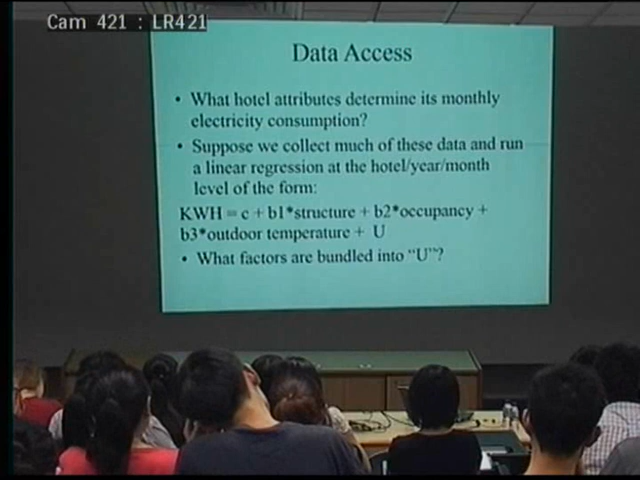 Cam 421 : LR421
Data Access
• What hotel attributes determine its monthly
electricity consumption?
• Suppose we collect much of these data and run
a linear regression at the hotel/year/month
level of the form:
KWH = c + b1*structure + b2*occupancy +
b3*outdoor temperature + U
• What factors are bundled into "U"?